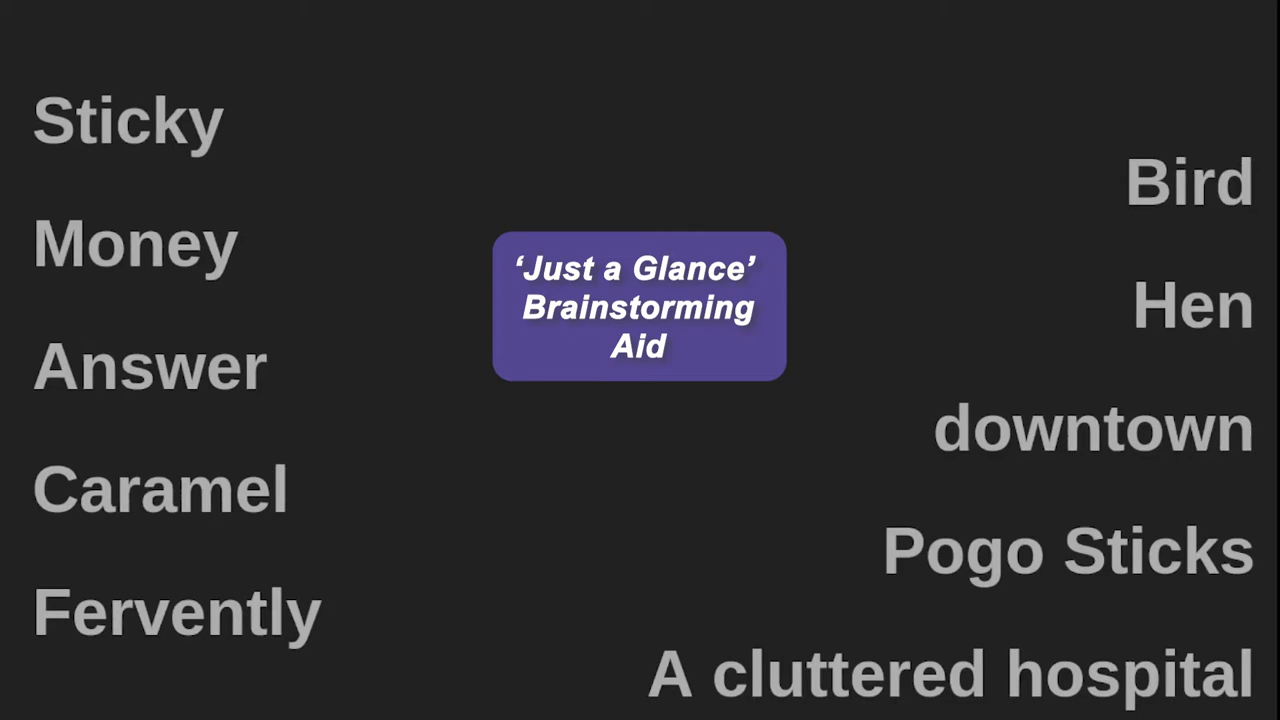 Sticky
Money
Answer
Caramel
Fervently
‘Just a Glance’
Brainstorming
Aid
Bird
Hen
downtown
Pogo Sticks
A cluttered hospital